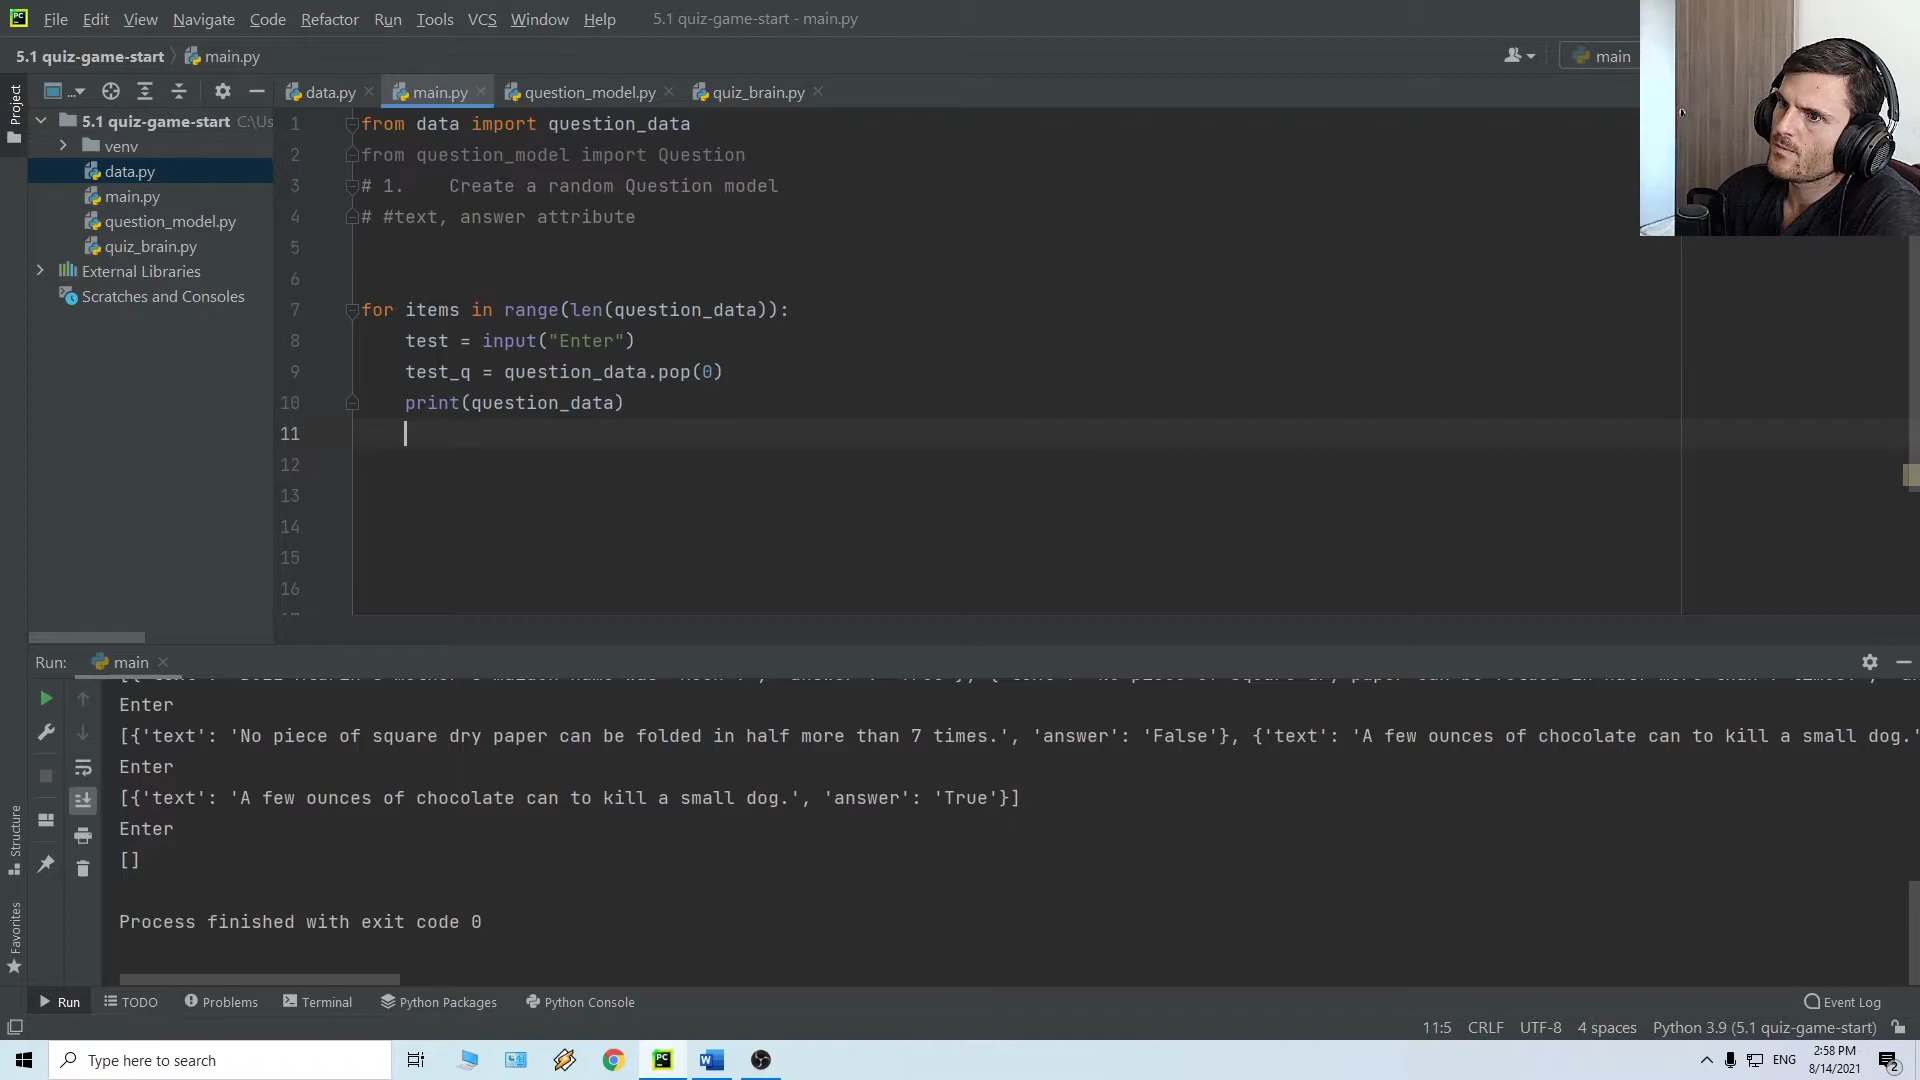 File Edit View Navigate Code Refactor Run Tools VCS Window Help 5.1 quiz-game-start - main.py
5.1 quiz-game-start main.py
main
Project
...
data.py main.py question_model.py quiz_brain.py
5.1 quiz-game-start C:\Us
venv
data.py
main.py
question_model.py
quiz_brain.py
External Libraries
Scratches and Consoles
1 from data import question_data
2 from question_model import Question
3 # 1. Create a random Question model
4 # #text, answer attribute
5
6
7 for items in range(len(question_data)):
8 test = input("Enter")
9 test_q = question_data.pop(0)
10 print(question_data)
11
12
13
14
15
16
Run: main
Enter
[{'text': 'No piece of square dry paper can be folded in half more than 7 times.', 'answer': 'False'}, {'text': 'A few ounces of chocolate can to kill a small dog.'
Enter
[{'text': 'A few ounces of chocolate can to kill a small dog.', 'answer': 'True'}]
Enter
[]
Process finished with exit code 0
Structure
Favorites
Run TODO Problems Terminal Python Packages Python Console Event Log
11:5 CRLF UTF-8 4 spaces Python 3.9 (5.1 quiz-game-start)
Type here to search
PC
W
ENG
2:58 PM
8/14/2021
2